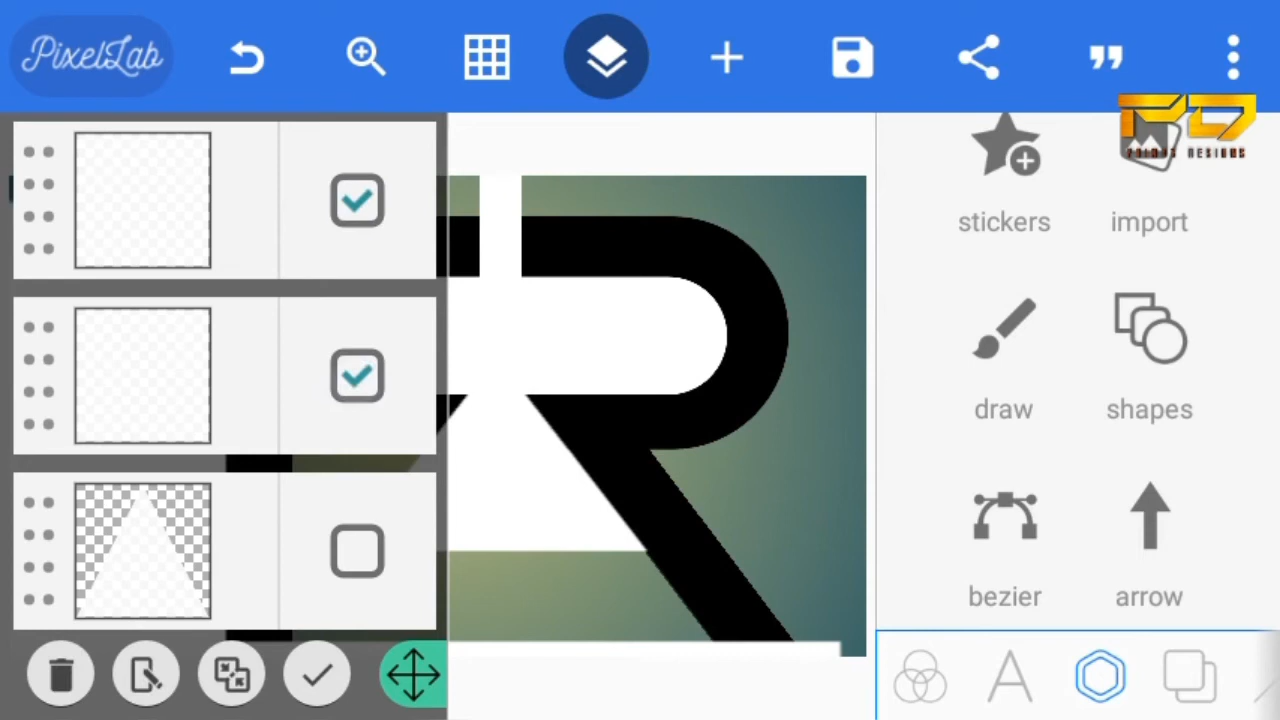 PixelLab
stickers
import
draw
shapes
bezier
arrow